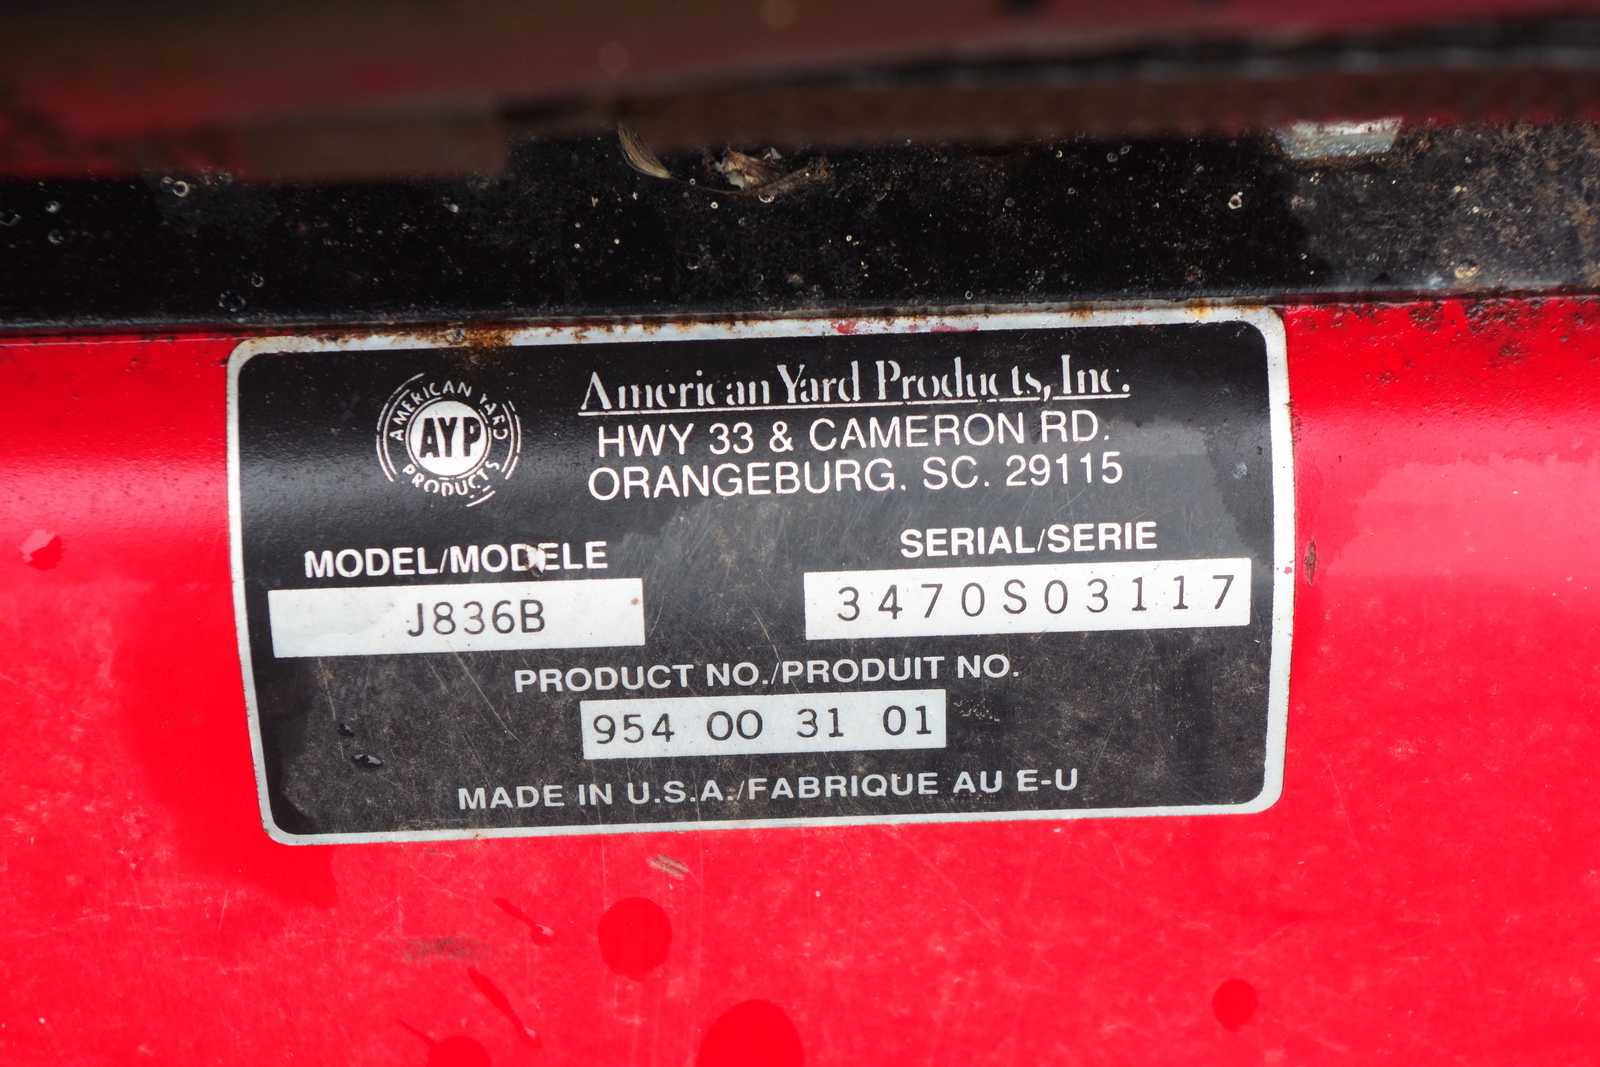 American Yard Products, Inc.
AMERICAN YARD
AYP
PRODUCTS
HWY 33 & CAMERON RD.
ORANGEBURG. SC. 29115
MODEL/MODELE
SERIAL/SERIE
J836B
3470S03117
PRODUCT NO./PRODUIT NO.
954 00 31 01
MADE IN U.S.A./FABRIQUE AU E-U